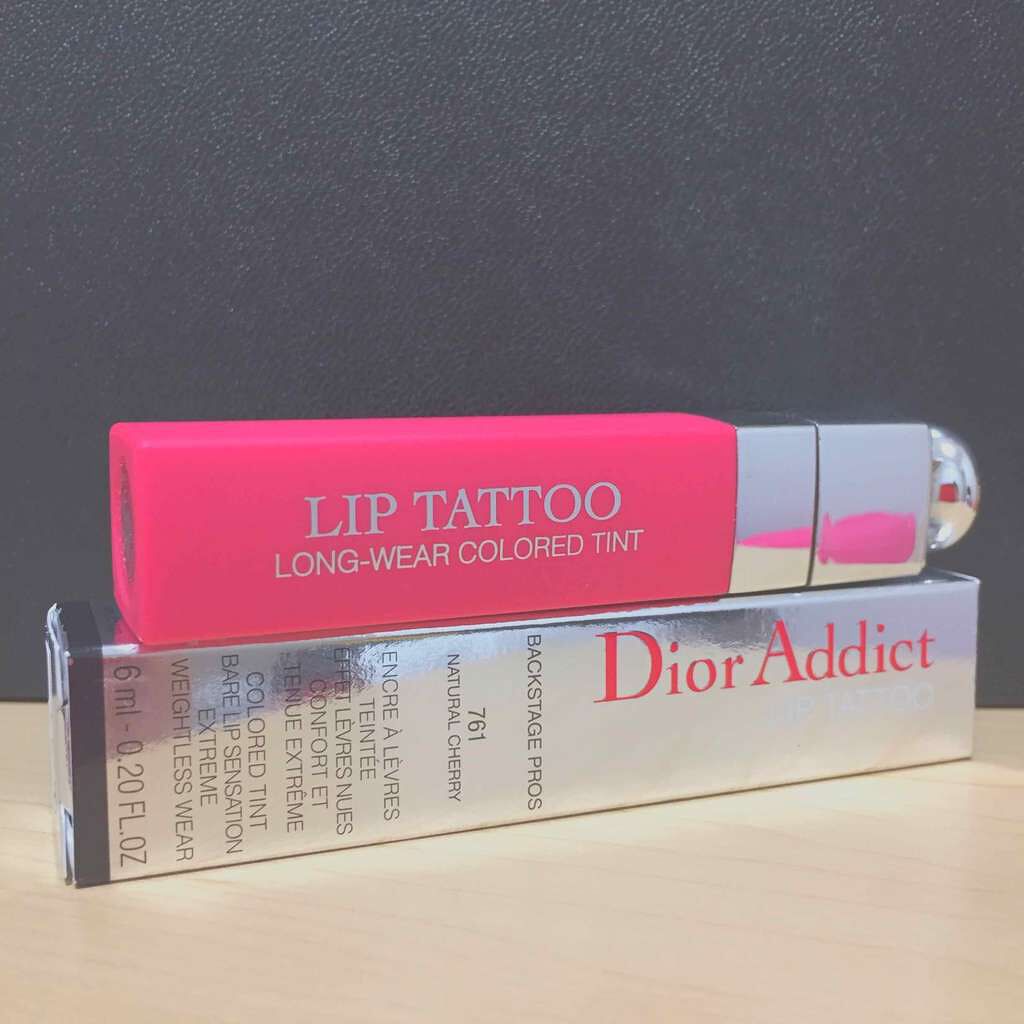 LIP TATTOO
LONG-WEAR COLORED TINT
Dior Addict
LIP TATTOO
BACKSTAGE PROS
761
NATURAL CHERRY
ENCRE À LÈVRES
TEINTÉE
EFFET LÈVRES NUES
CONFORT ET
TENUE EXTRÊME
COLORED TINT
BARE LIP SENSATION
EXTREME
WEIGHTLESS WEAR
6 ml - 0.20 FL.OZ